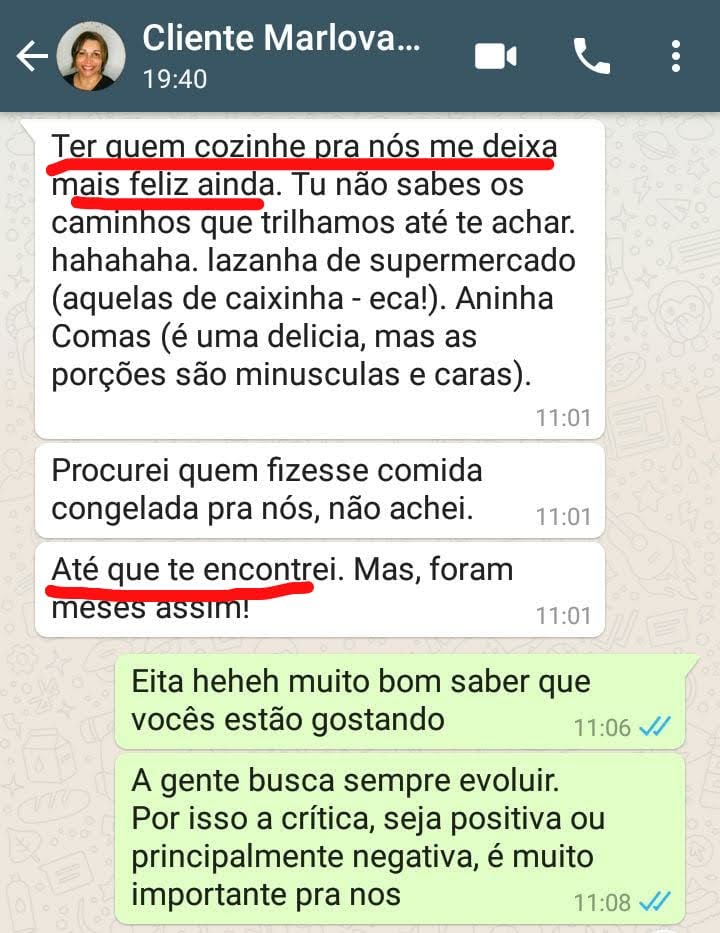 Cliente Marlova...
19:40
Ter quem cozinhe pra nós me deixa
mais feliz ainda. Tu não sabes os
caminhos que trilhamos até te achar.
hahahaha. lazanha de supermercado
(aquelas de caixinha - eca!). Aninha
Comas (é uma delicia, mas as
porções são minusculas e caras).
11:01
Procurei quem fizesse comida
congelada pra nós, não achei.
11:01
Até que te encontrei. Mas, foram
meses assim!
11:01
Eita heheh muito bom saber que
vocês estão gostando
11:06
A gente busca sempre evoluir.
Por isso a crítica, seja positiva ou
principalmente negativa, é muito
importante pra nos
11:08